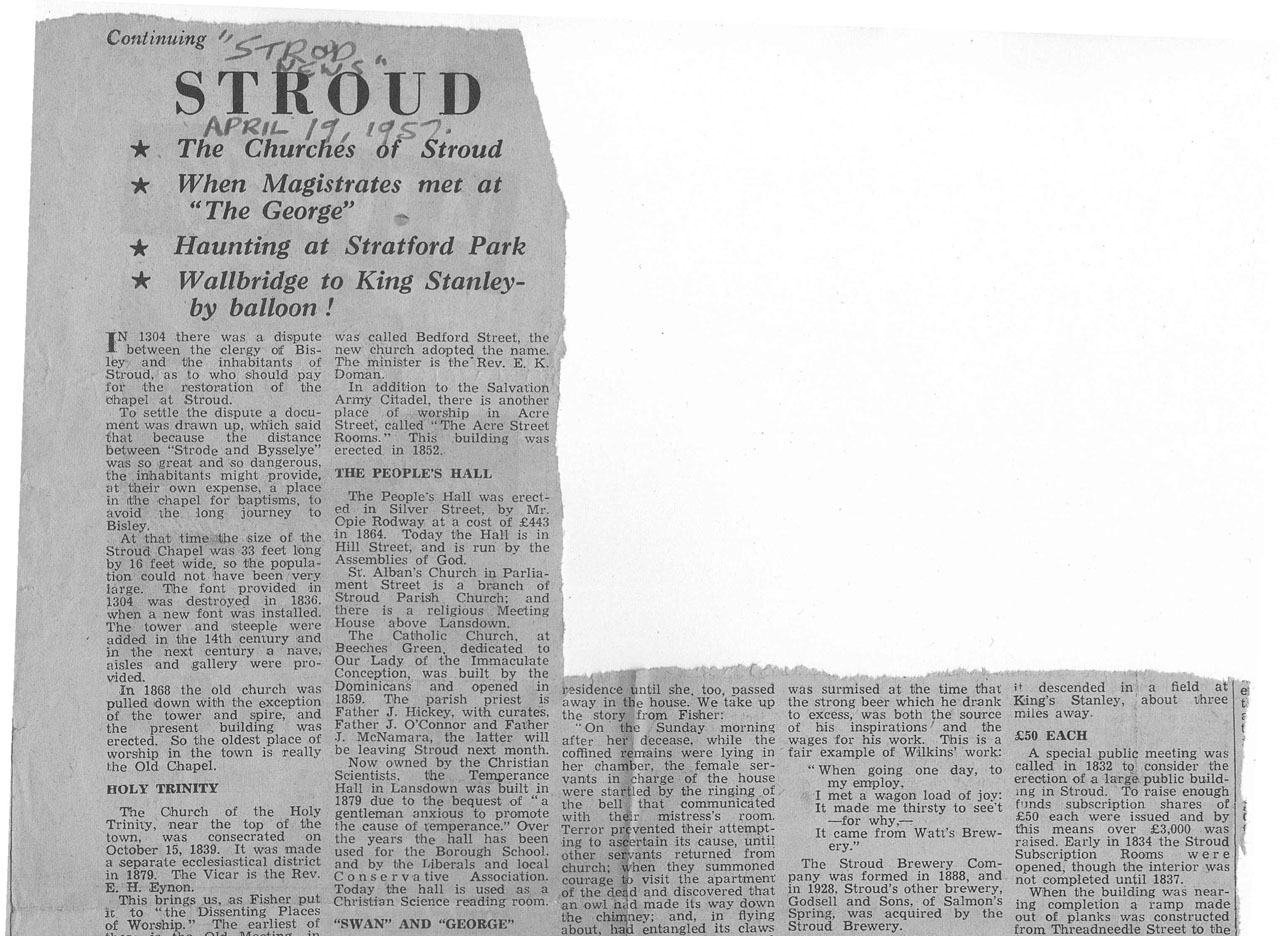 Continuing "STROD
NEWS"
STROUD
APRIL 19, 1957.
★ The Churches of Stroud
★ When Magistrates met at
"The George"
★ Haunting at Stratford Park
★ Wallbridge to King Stanley-
by balloon !
IN 1304 there was a dispute
between the clergy of Bis-
ley and the inhabitants of
Stroud, as to who should pay
for the restoration of the
chapel at Stroud.
To settle the dispute a docu-
ment was drawn up, which said
that because the distance
between "Strode and Bysselye"
was so great and so dangerous,
the inhabitants might provide,
at their own expense, a place
in the chapel for baptisms, to
avoid the long journey to
Bisley.
At that time the size of the
Stroud Chapel was 33 feet long
by 16 feet wide, so the popula-
tion could not have been very
large. The font provided in
1304 was destroyed in 1836.
when a new font was installed.
The tower and steeple were
added in the 14th century and
in the next century a nave,
aisles and gallery were pro-
vided.
In 1868 the old church was
pulled down with the exception
of the tower and spire, and
the present building was
erected. So the oldest place of
worship in the town is really
the Old Chapel.
HOLY TRINITY
The Church of the Holy
Trinity, near the top of the
town, was consecrated on
October 15, 1839. It was made
a separate ecclesiastical district
in 1879. The Vicar is the Rev.
E. H. Eynon.
This brings us, as Fisher put
it to "the Dissenting Places
of Worship." The earliest of
there is the Old Meeting in
was called Bedford Street, the
new church adopted the name.
The minister is the Rev. E. K.
Doman.
In addition to the Salvation
Army Citadel, there is another
place of worship in Acre
Street, called "The Acre Street
Rooms." This building was
erected in 1852.
THE PEOPLE'S HALL
The People's Hall was erect-
ed in Silver Street, by Mr.
Opie Rodway at a cost of £443
in 1864. Today the Hall is in
Hill Street, and is run by the
Assemblies of God.
St. Alban's Church in Parlia-
ment Street is a branch of
Stroud Parish Church; and
there is a religious Meeting
House above Lansdown.
The Catholic Church, at
Beeches Green, dedicated to
Our Lady of the Immaculate
Conception, was built by the
Dominicans and opened in
1859. The parish priest is
Father J. Hickey, with curates,
Father J. O'Connor and Father
J. McNamara, the latter will
be leaving Stroud next month.
Now owned by the Christian
Scientists, the Temperance
Hall in Lansdown was built in
1879 due to the bequest of "a
gentleman anxious to promote
the cause of temperance." Over
the years the hall has been
used for the Borough School,
and by the Liberals and local
Conservative Association.
Today the hall is used as a
Christian Science reading room.
"SWAN" AND "GEORGE"
residence until she, too, passed
away in the house. We take up
the story from Fisher:
"On the Sunday morning
after her decease, while the
coffined remains were lying in
her chamber, the female ser-
vants in charge of the house
were startled by the ringing of
the bell that communicated
with their mistress's room.
Terror prevented their attempt-
ing to ascertain its cause, until
other servants returned from
church; when they summoned
courage to visit the apartment
of the dead and discovered that
an owl had made its way down
the chimney; and, in flying
about, had entangled its claws
was surmised at the time that
the strong beer which he drank
to excess, was both the source
of his inspirations and the
wages for his work. This is a
fair example of Wilkins' work:
"When going one day, to
my employ,
I met a wagon load of joy:
It made me thirsty to see't
—for why,—
It came from Watt's Brew-
ery."
The Stroud Brewery Com-
pany was formed in 1888, and
in 1928, Stroud's other brewery,
Godsell and Sons, of Salmon's
Spring, was acquired by the
Stroud Brewery.
it descended in a field at
King's Stanley, about three
miles away.
£50 EACH
A special public meeting was
called in 1832 to consider the
erection of a large public build-
ing in Stroud. To raise enough
funds subscription shares of
£50 each were issued and by
this means over £3,000 was
raised. Early in 1834 the Stroud
Subscription Rooms were
opened, though the interior was
not completed until 1837.
When the building was near-
ing completion a ramp made
out of planks was constructed
from Threadneedle Street to the